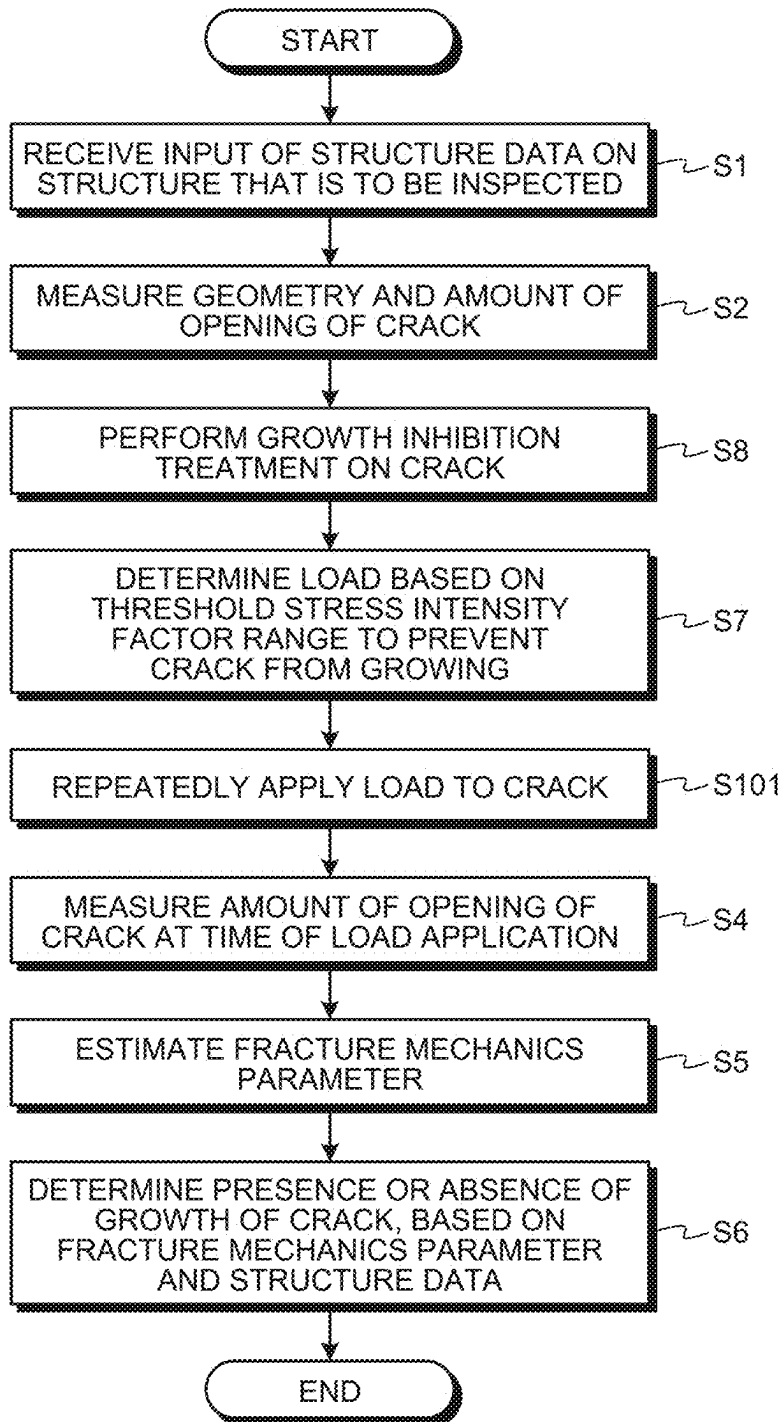 START
RECEIVE INPUT OF STRUCTURE DATA ON
STRUCTURE THAT IS TO BE INSPECTED
S1
MEASURE GEOMETRY AND AMOUNT OF
OPENING OF CRACK
S2
PERFORM GROWTH INHIBITION
TREATMENT ON CRACK
S8
DETERMINE LOAD BASED ON
THRESHOLD STRESS INTENSITY
FACTOR RANGE TO PREVENT
CRACK FROM GROWING
S7
REPEATEDLY APPLY LOAD TO CRACK
S101
MEASURE AMOUNT OF OPENING OF
CRACK AT TIME OF LOAD APPLICATION
S4
ESTIMATE FRACTURE MECHANICS
PARAMETER
S5
DETERMINE PRESENCE OR ABSENCE OF
GROWTH OF CRACK, BASED ON
FRACTURE MECHANICS PARAMETER
AND STRUCTURE DATA
S6
END